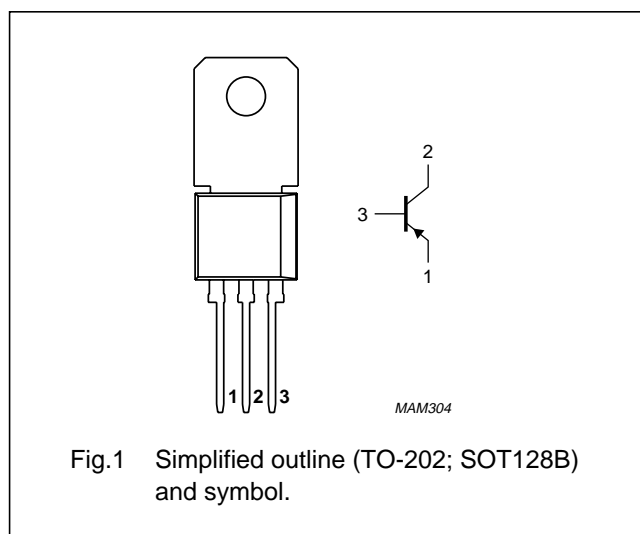 2
3
1
1 2 3
MAM304
Fig.1 Simplified outline (TO-202; SOT128B)
and symbol.